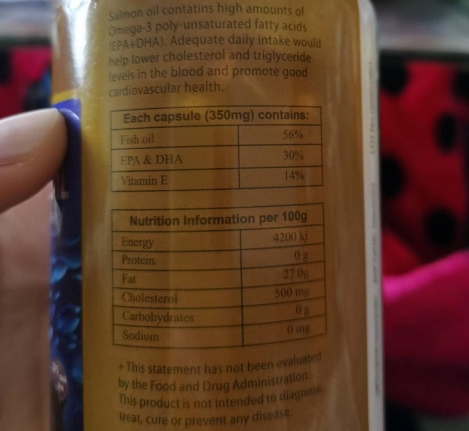 Salmon oil contatins high amounts of
Omega-3 poly-unsaturated fatty acids
(EPA+DHA). Adequate daily intake would
help lower cholesterol and triglyceride
levels in the blood and promote good
cardiovascular health.
Each capsule (350mg) contains:
Fish oil 56%
EPA & DHA 30%
Vitamin E 14%
Nutrition Information per 100g
Energy 4200 kj
Protein 0 g
Fat 27.0g
Cholesterol 500 mg
Carbohydrates 0 g
Sodium 0 mg
+This statement has not been evaluated
by the Food and Drug Administration.
This product is not intended to diagnose,
treat, cure or prevent any disease.